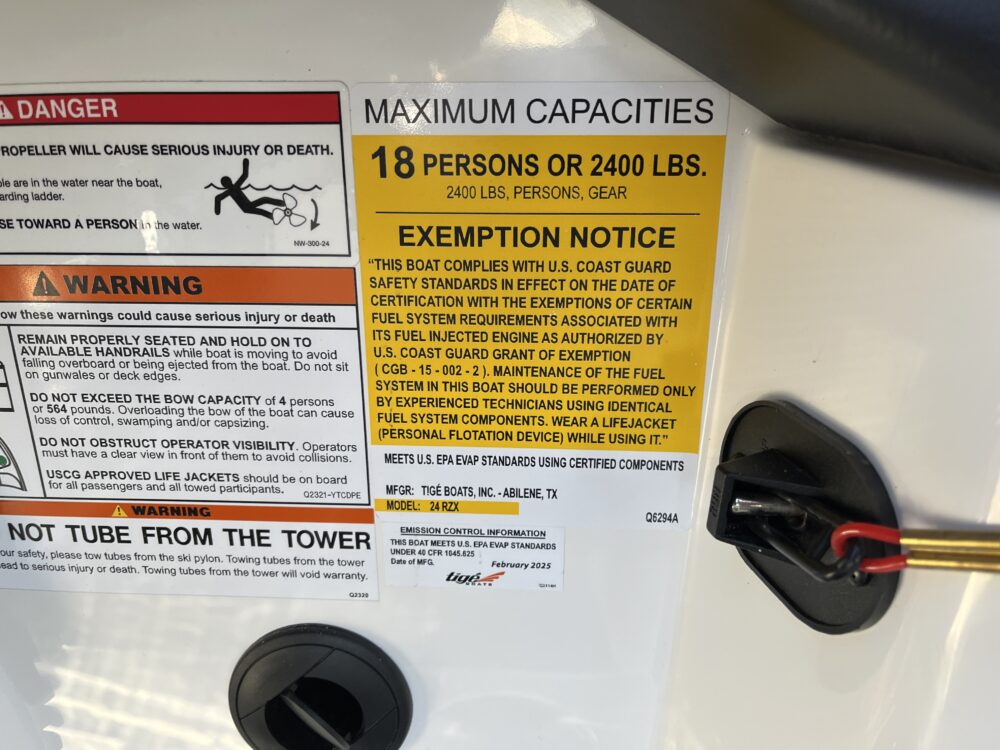 DANGER
ROPELLER WILL CAUSE SERIOUS INJURY OR DEATH.
ple are in the water near the boat,
arding ladder.
SE TOWARD A PERSON in the water.
NW-300-24
WARNING
ow these warnings could cause serious injury or death
REMAIN PROPERLY SEATED AND HOLD ON TO
AVAILABLE HANDRAILS while boat is moving to avoid
falling overboard or being ejected from the boat. Do not sit
on gunwales or deck edges.
DO NOT EXCEED THE BOW CAPACITY of 4 persons
or 564 pounds. Overloading the bow of the boat can cause
loss of control, swamping and/or capsizing.
DO NOT OBSTRUCT OPERATOR VISIBILITY. Operators
must have a clear view in front of them to avoid collisions.
USCG APPROVED LIFE JACKETS should be on board
for all passengers and all towed participants.
Q2321-YTCDPE
WARNING
NOT TUBE FROM THE TOWER
our safety, please tow tubes from the ski pylon. Towing tubes from the tower
ead to serious injury or death. Towing tubes from the tower will void warranty.
Q2320
MAXIMUM CAPACITIES
18 PERSONS OR 2400 LBS.
2400 LBS, PERSONS, GEAR
EXEMPTION NOTICE
“THIS BOAT COMPLIES WITH U.S. COAST GUARD
SAFETY STANDARDS IN EFFECT ON THE DATE OF
CERTIFICATION WITH THE EXEMPTIONS OF CERTAIN
FUEL SYSTEM REQUIREMENTS ASSOCIATED WITH
ITS FUEL INJECTED ENGINE AS AUTHORIZED BY
U.S. COAST GUARD GRANT OF EXEMPTION
( CGB - 15 - 002 - 2 ). MAINTENANCE OF THE FUEL
SYSTEM IN THIS BOAT SHOULD BE PERFORMED ONLY
BY EXPERIENCED TECHNICIANS USING IDENTICAL
FUEL SYSTEM COMPONENTS. WEAR A LIFEJACKET
(PERSONAL FLOTATION DEVICE) WHILE USING IT.”
MEETS U.S. EPA EVAP STANDARDS USING CERTIFIED COMPONENTS
MFGR: TIGÉ BOATS, INC. - ABILENE, TX
MODEL: 24 RZX
Q6294A
EMISSION CONTROL INFORMATION
THIS BOAT MEETS U.S. EPA EVAP STANDARDS
UNDER 40 CFR 1045.625
Date of MFG. February 2025
tigé
BOATS